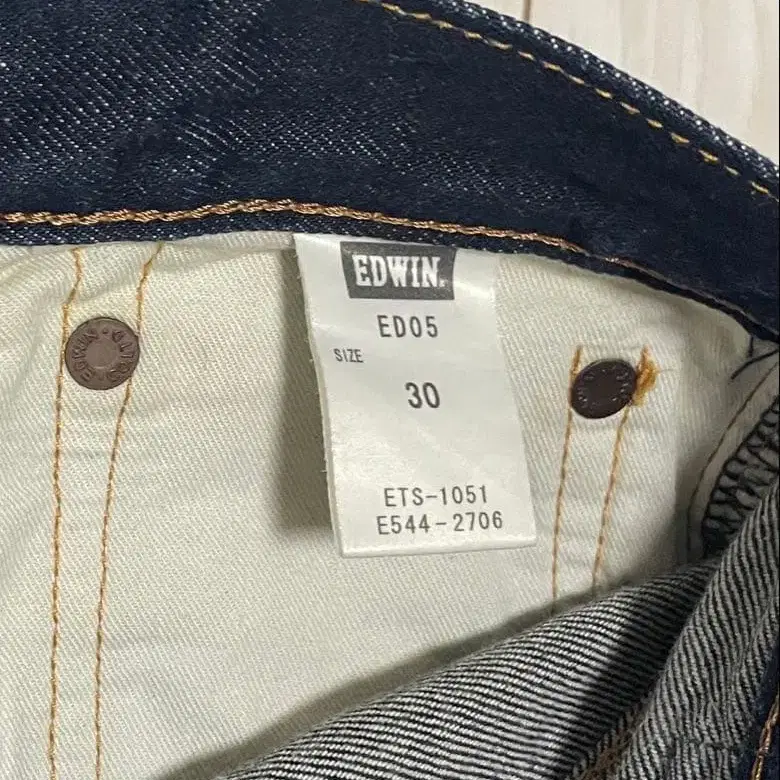 EDWIN.
ED05
SIZE
30
ETS-1051
E544-2706